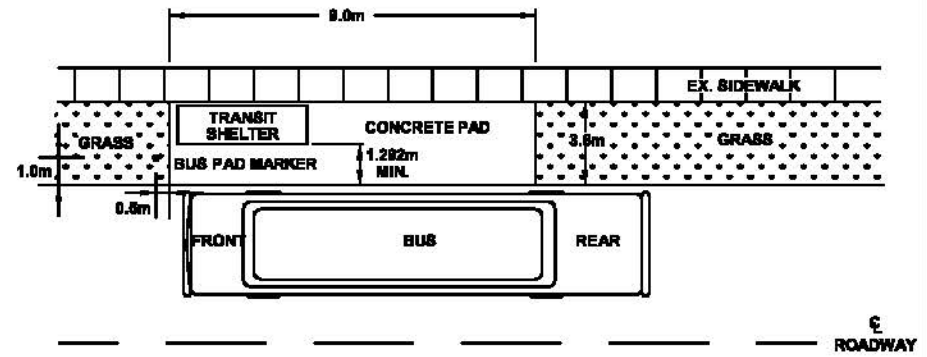 9.0m
EX. SIDEWALK
TRANSIT
SHELTER
CONCRETE PAD
GRASS
3.5m
GRASS
BUS PAD MARKER
1.292m
MIN.
1.0m
0.5m
FRONT
BUS
REAR
℄
ROADWAY